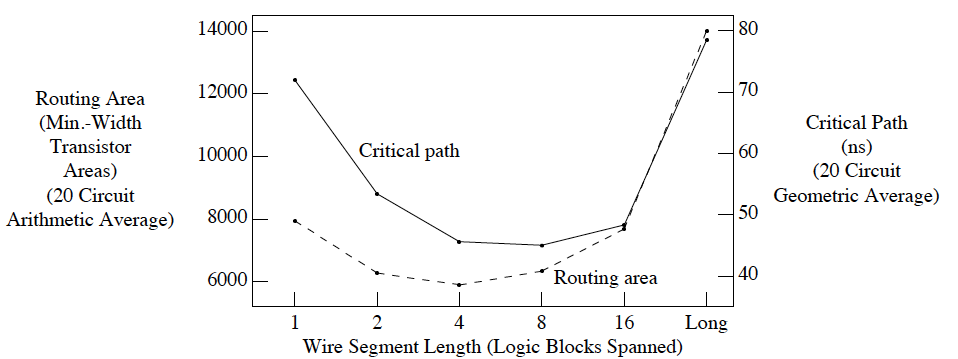 Routing Area
(Min.-Width
Transistor
Areas)
(20 Circuit
Arithmetic Average)
14000
12000
10000
8000
6000
Critical path
Routing area
80
70
60
50
40
Critical Path
(ns)
(20 Circuit
Geometric Average)
1 2 4 8 16 Long
Wire Segment Length (Logic Blocks Spanned)